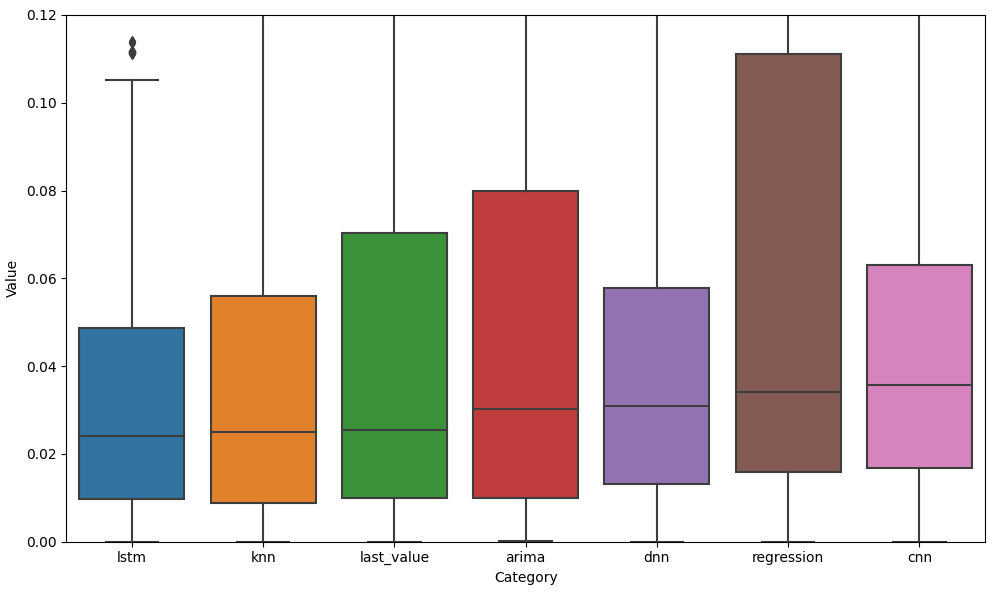 0.12
0.10
0.08
0.06
0.04
0.02
0.00
Value
lstm knn last_value arima dnn regression cnn
Category